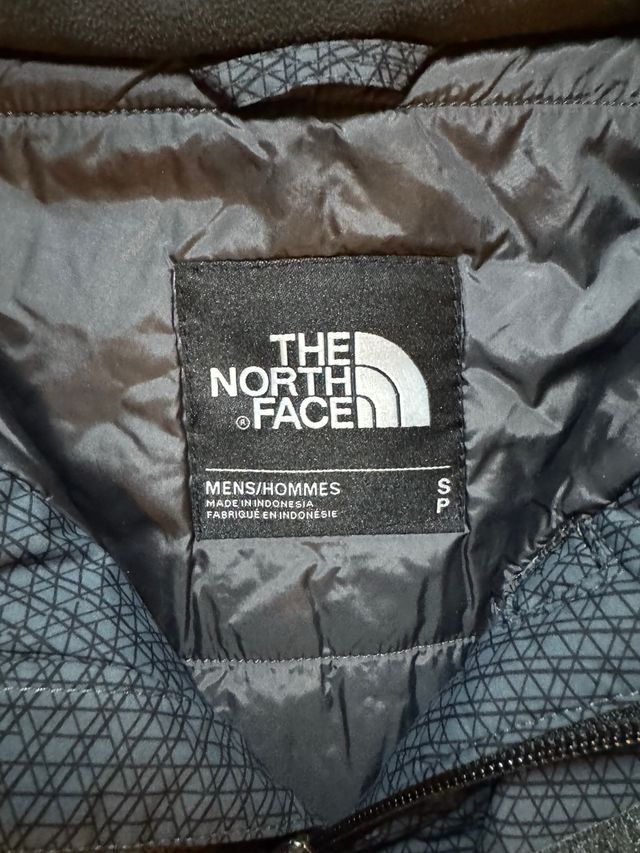 THE
NORTH
® FACE
MENS/HOMMES S
MADE IN INDONESIA P
FABRIQUÉ EN INDONÉSIE